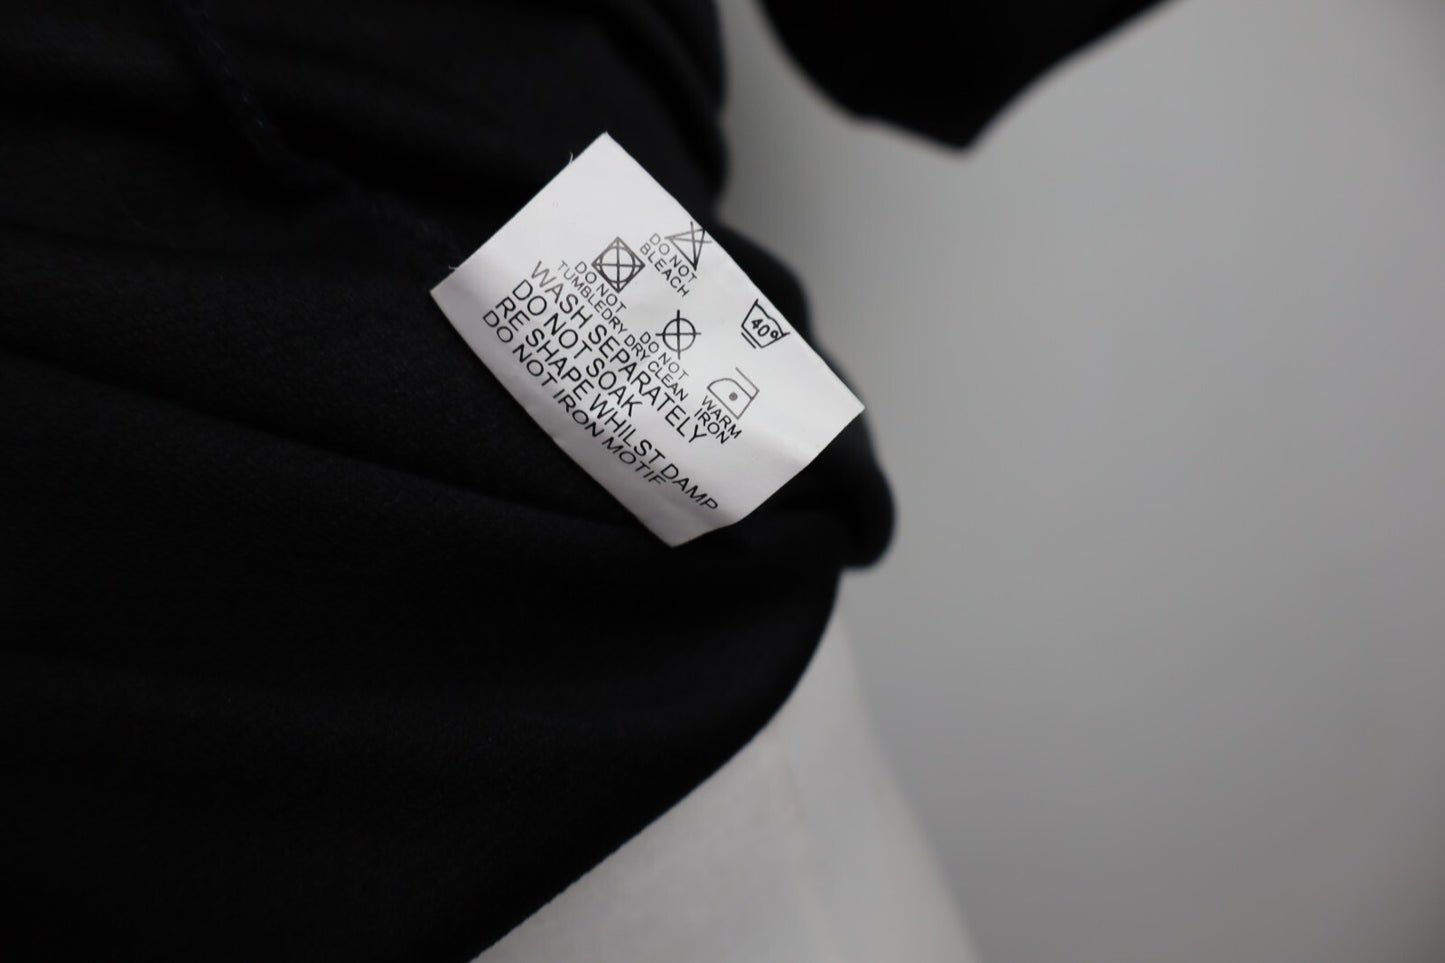 40°
DO NOT
BLEACH
WARM
IRON
DO NOT
DRY CLEAN
DO NOT
TUMBLEDRY
WASH SEPARATELY
DO NOT SOAK
RE SHAPE WHILST DAMP
DO NOT IRON MOTIF